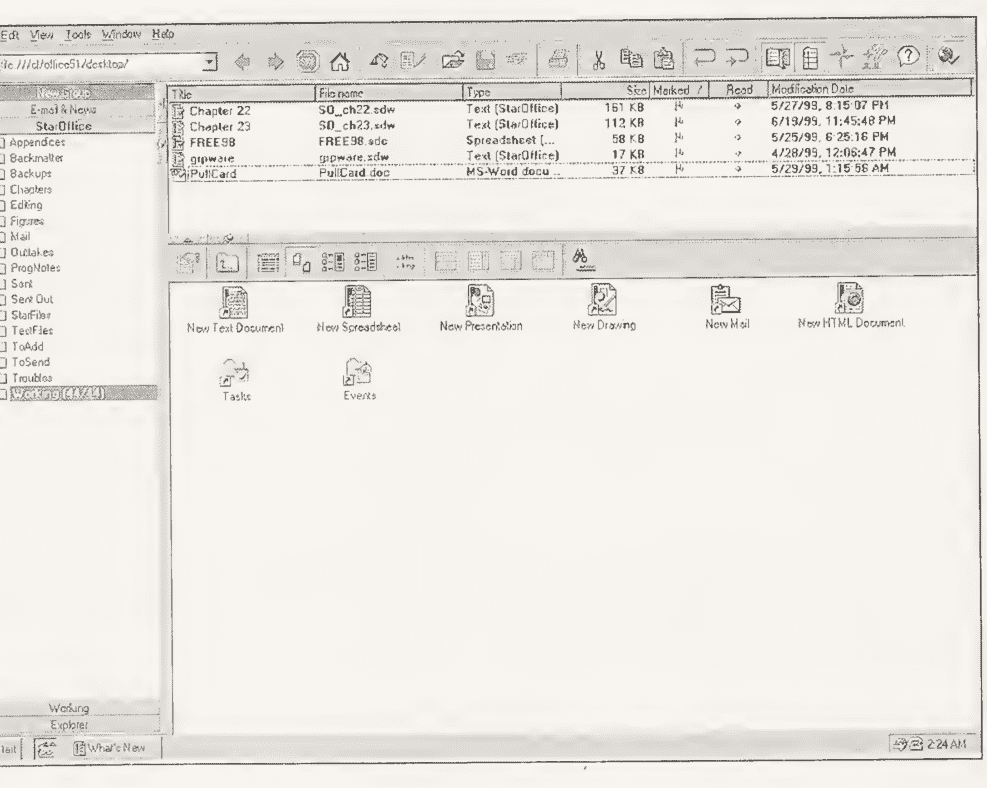 Edit View Tools Window Help
file:///c|/office51/desktop/
New Group
E-mail & News
StarOffice
Appendices
Backmatter
Backups
Chapters
Editing
Figures
Mail
Outtakes
ProgNotes
Sent
Sent Out
StarFiles
TestFiles
ToAdd
ToSend
Troubles
Working (44/44)
Working
Explorer
Title File name Type Size Marked / Read Modification Date
Chapter 22 SO_ch22.sdw Text (StarOffice) 161 KB 5/27/99, 8:15:07 PM
Chapter 23 SO_ch23.sdw Text (StarOffice) 112 KB 6/19/99, 11:45:48 PM
FREE98 FREE98.sdc Spreadsheet (... 58 KB 5/25/99, 6:25:16 PM
grpware grpware.sdw Text (StarOffice) 17 KB 4/28/99, 12:06:47 PM
PullCard PullCard.doc MS-Word docu ... 37 KB 5/29/99, 1:15:56 AM
New Text Document New Spreadsheet New Presentation New Drawing New Mail New HTML Document
Tasks Events
What's New 2:24 AM